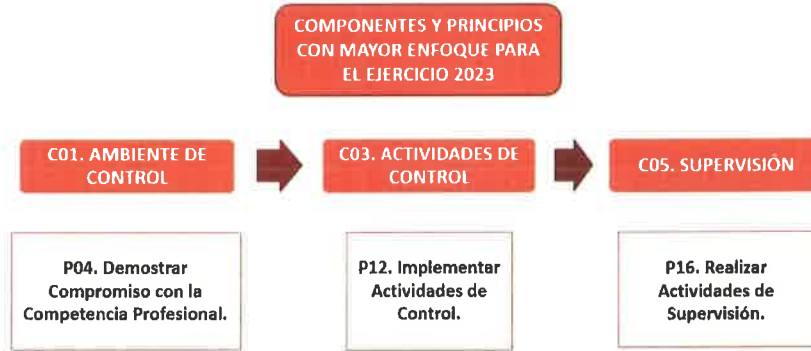 COMPONENTES Y PRINCIPIOS
CON MAYOR ENFOQUE PARA
EL EJERCICIO 2023
C01. AMBIENTE DE
CONTROL
C03. ACTIVIDADES DE
CONTROL
C05. SUPERVISIÓN
P04. Demostrar
Compromiso con la
Competencia Profesional.
P12. Implementar
Actividades de
Control.
P16. Realizar
Actividades de
Supervisión.